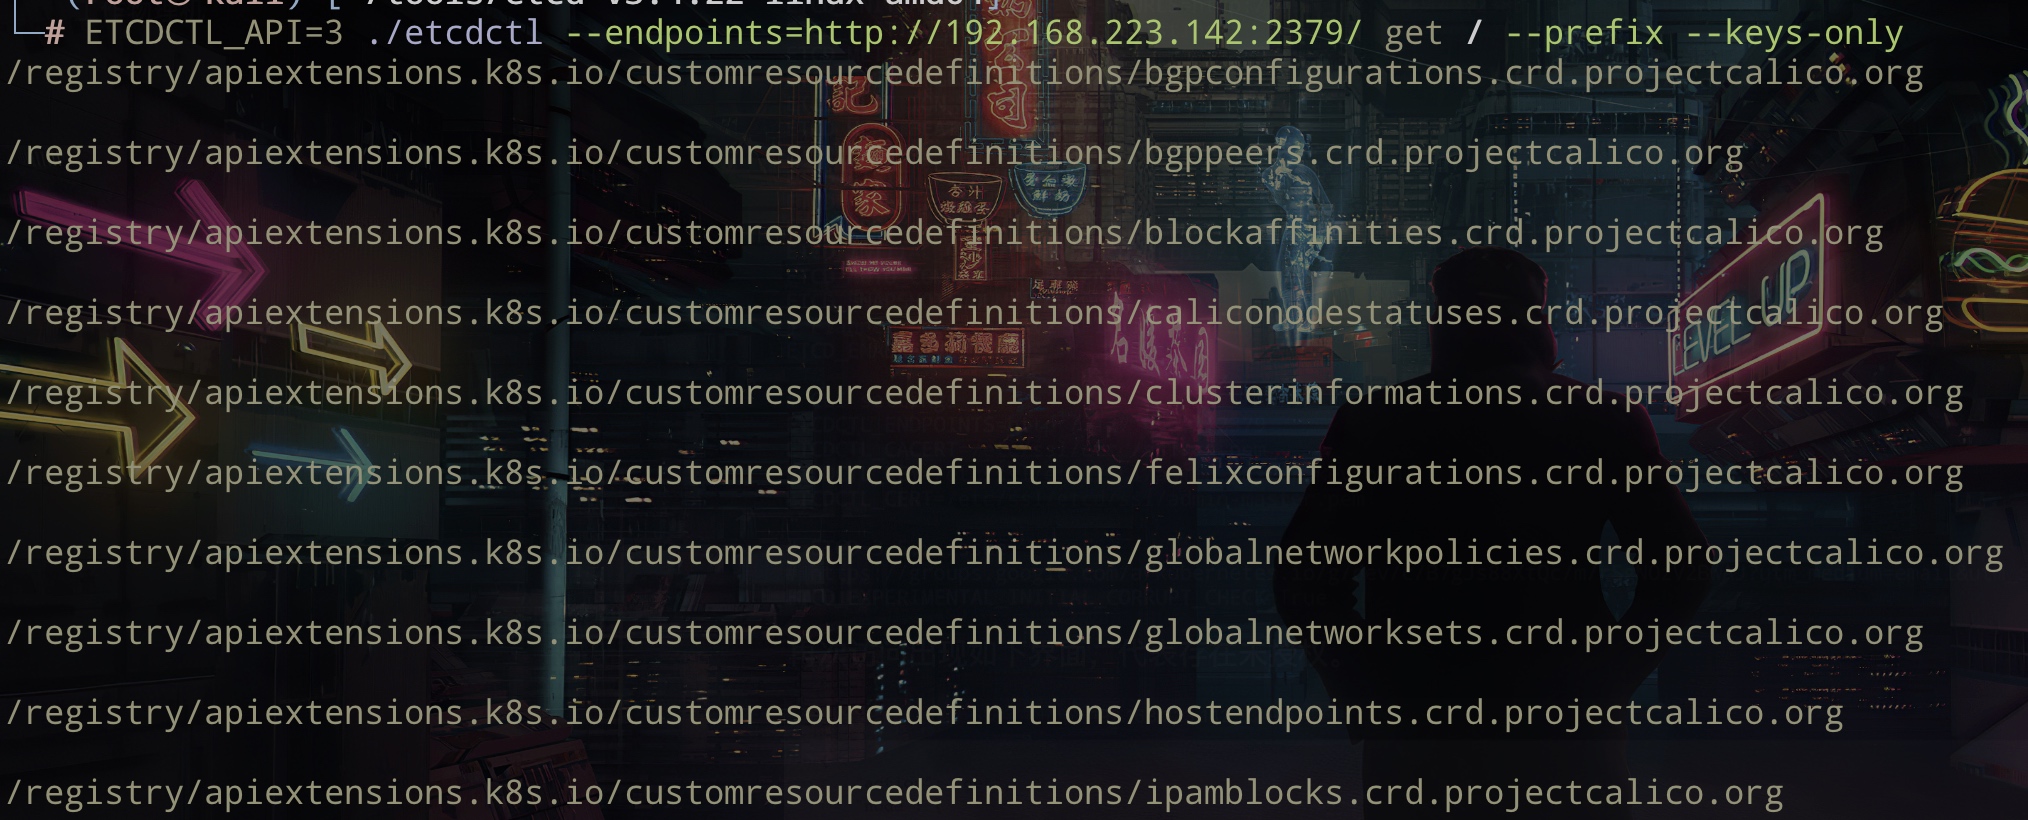 └─# ETCDCTL_API=3 ./etcdctl --endpoints=http://192.168.223.142:2379/ get / --prefix --keys-only
/registry/apiextensions.k8s.io/customresourcedefinitions/bgpconfigurations.crd.projectcalico.org
/registry/apiextensions.k8s.io/customresourcedefinitions/bgppeers.crd.projectcalico.org
/registry/apiextensions.k8s.io/customresourcedefinitions/blockaffinities.crd.projectcalico.org
/registry/apiextensions.k8s.io/customresourcedefinitions/caliconodestatuses.crd.projectcalico.org
/registry/apiextensions.k8s.io/customresourcedefinitions/clusterinformations.crd.projectcalico.org
/registry/apiextensions.k8s.io/customresourcedefinitions/felixconfigurations.crd.projectcalico.org
/registry/apiextensions.k8s.io/customresourcedefinitions/globalnetworkpolicies.crd.projectcalico.org
/registry/apiextensions.k8s.io/customresourcedefinitions/globalnetworksets.crd.projectcalico.org
/registry/apiextensions.k8s.io/customresourcedefinitions/hostendpoints.crd.projectcalico.org
/registry/apiextensions.k8s.io/customresourcedefinitions/ipamblocks.crd.projectcalico.org
LEVEL UP